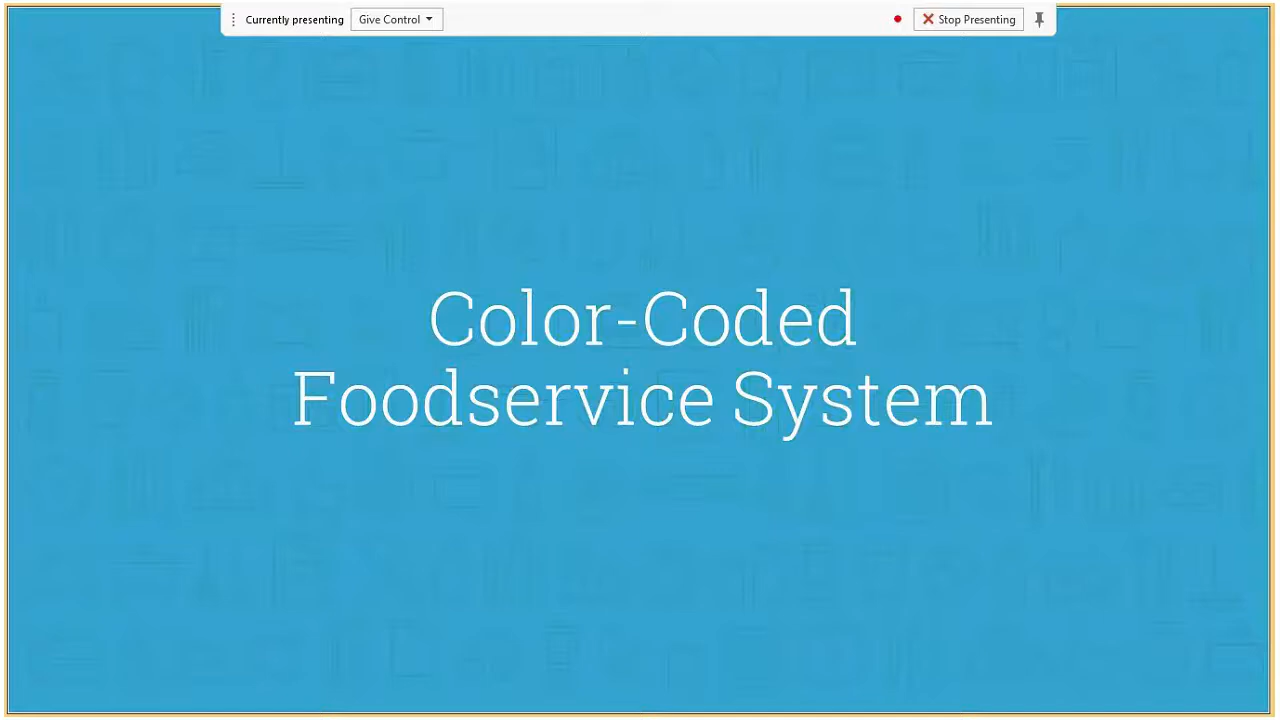 Currently presenting Give Control Stop Presenting
Color-Coded
Foodservice System